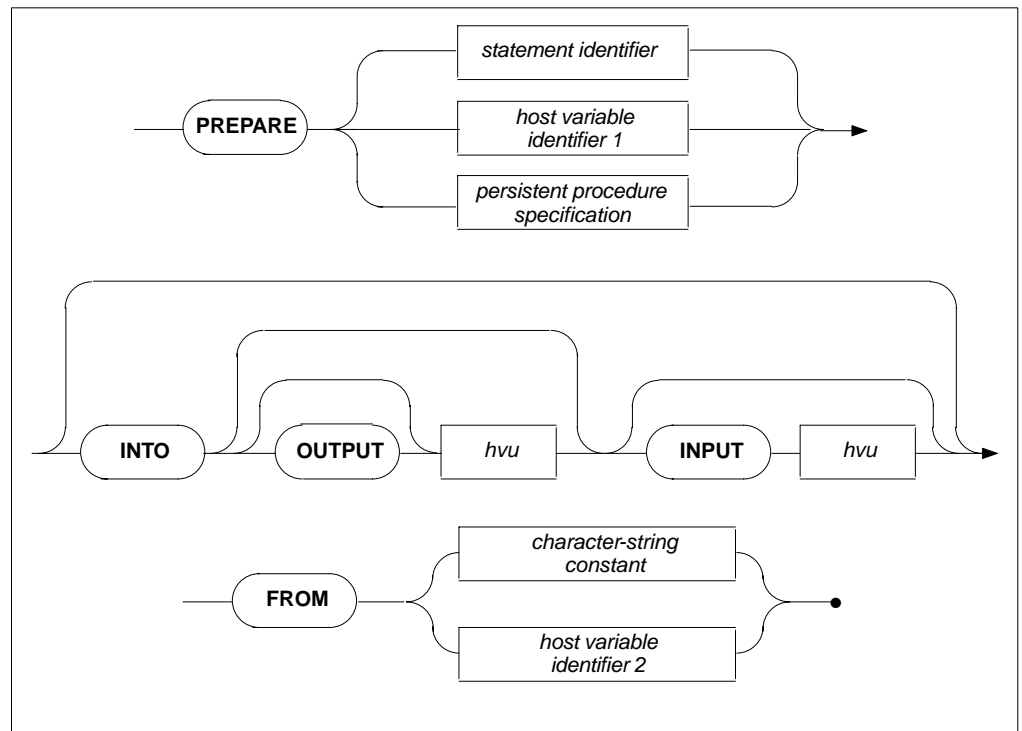 statement identifier
PREPARE
host variable
identifier 1
persistent procedure
specification
INTO
OUTPUT
hvu
INPUT
hvu
character-string
constant
FROM
host variable
identifier 2